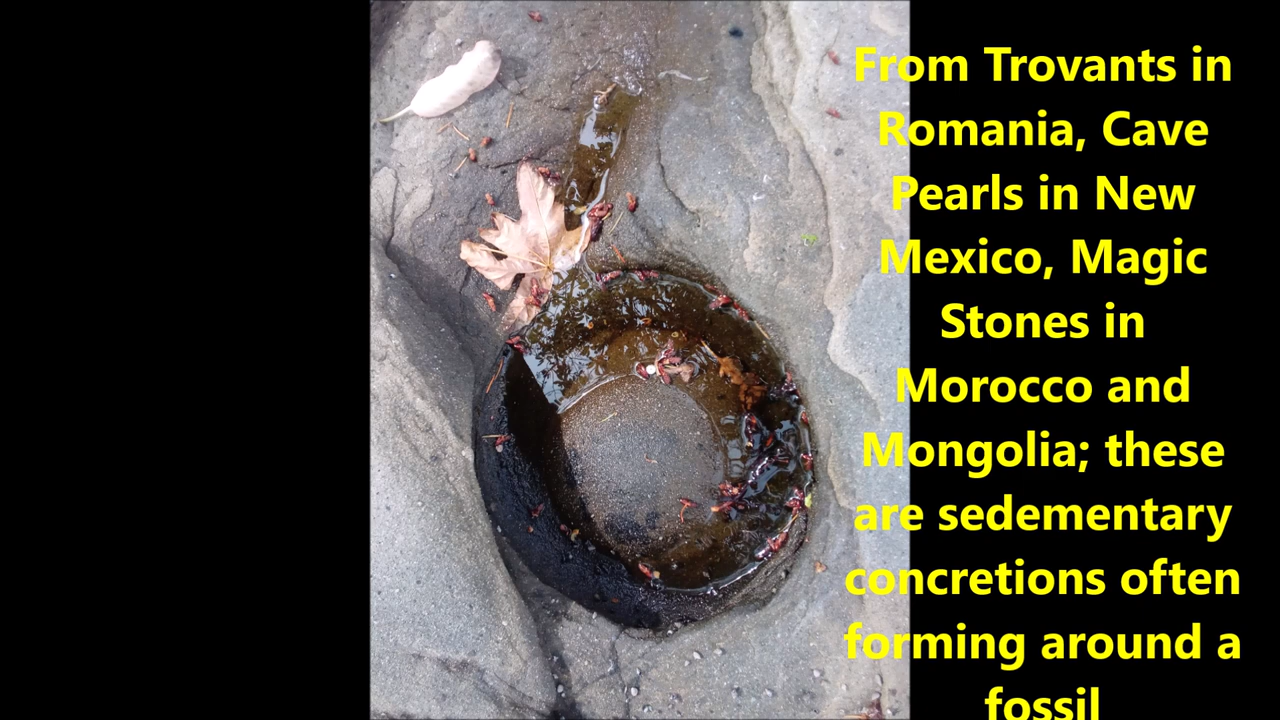 From Trovants in
Romania, Cave
Pearls in New
Mexico, Magic
Stones in
Morocco and
Mongolia; these
are sedementary
concretions often
forming around a
fossil